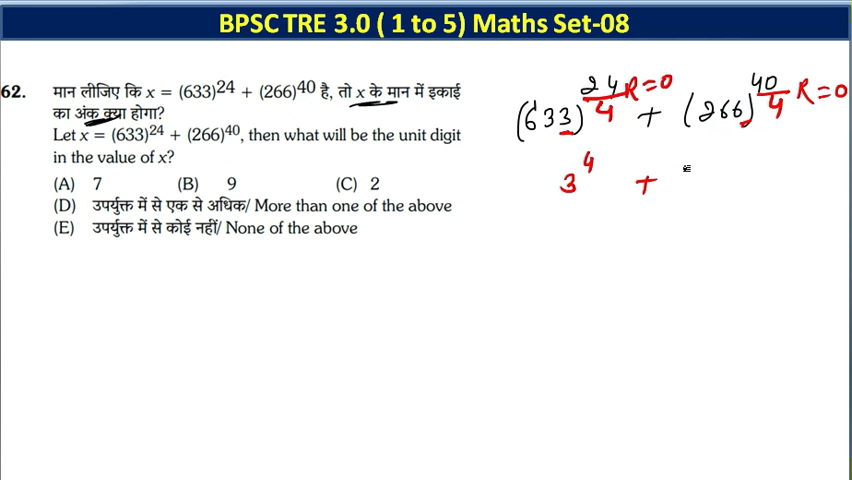 BPSC TRE 3.0 ( 1 to 5) Maths Set-08
62. मान लीजिए कि x = (633)^24 + (266)^40 है, तो x के मान में इकाई
का अंक क्या होगा?
Let x = (633)^24 + (266)^40, then what will be the unit digit
in the value of x?
(A) 7 (B) 9 (C) 2
(D) उपर्युक्त में से एक से अधिक/ More than one of the above
(E) उपर्युक्त में से कोई नहीं/ None of the above
(633)^24/4 R=0 + (266)^40/4 R=0
3^4 +